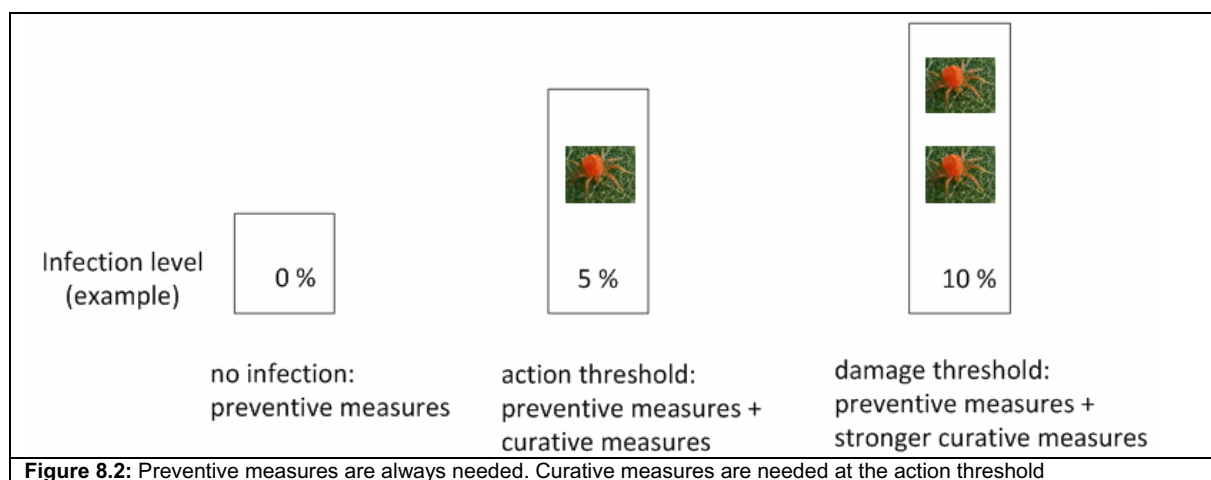 Infection level
(example)
0 %
5 %
10 %
no infection:
preventive measures
action threshold:
preventive measures +
curative measures
damage threshold:
preventive measures +
stronger curative measures
Figure 8.2: Preventive measures are always needed. Curative measures are needed at the action threshold